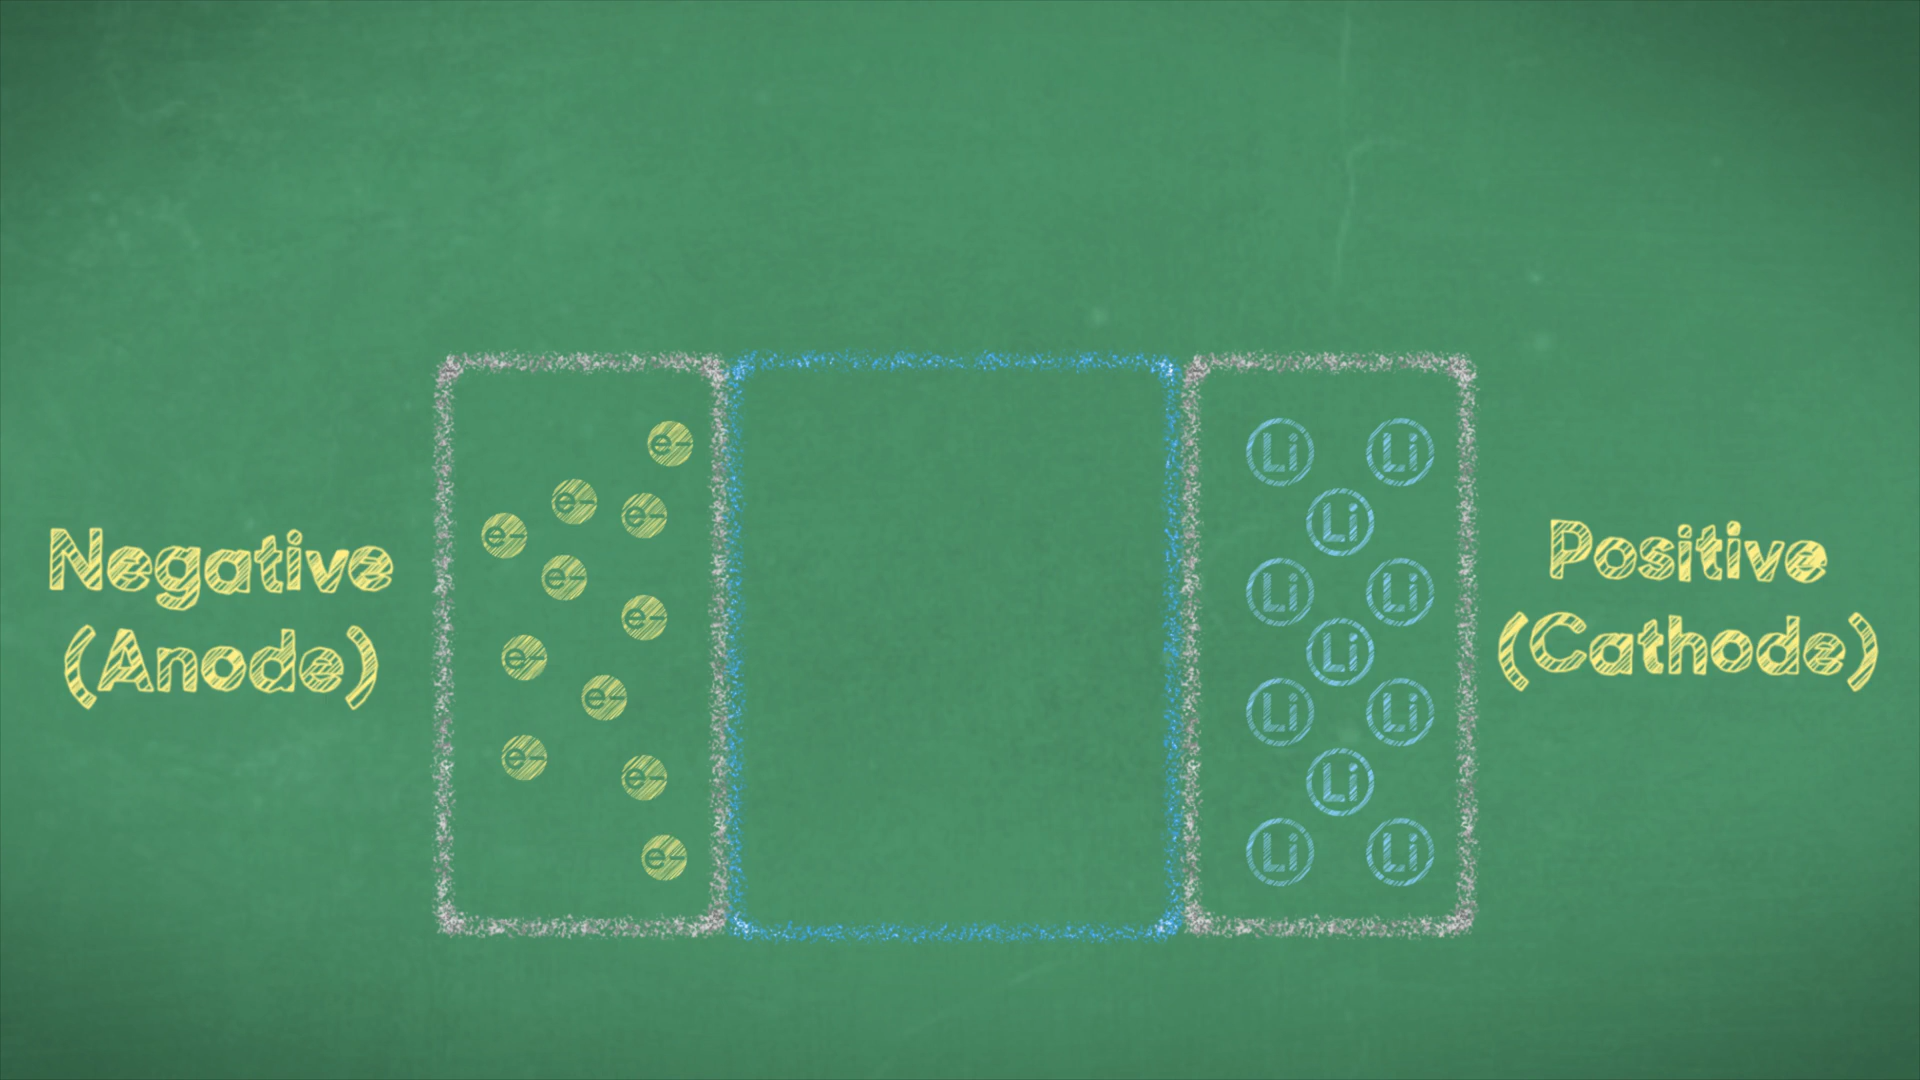 Negative
(Anode)
e-
e-
e-
e-
e-
e-
e-
e-
e-
e-
e-
Li
Li
Li
Li
Li
Li
Li
Li
Li
Li
Li
Positive
(Cathode)